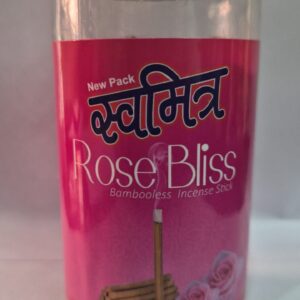 New Pack
स्वमित्र
Rose Bliss
Bambooless Incense Stick